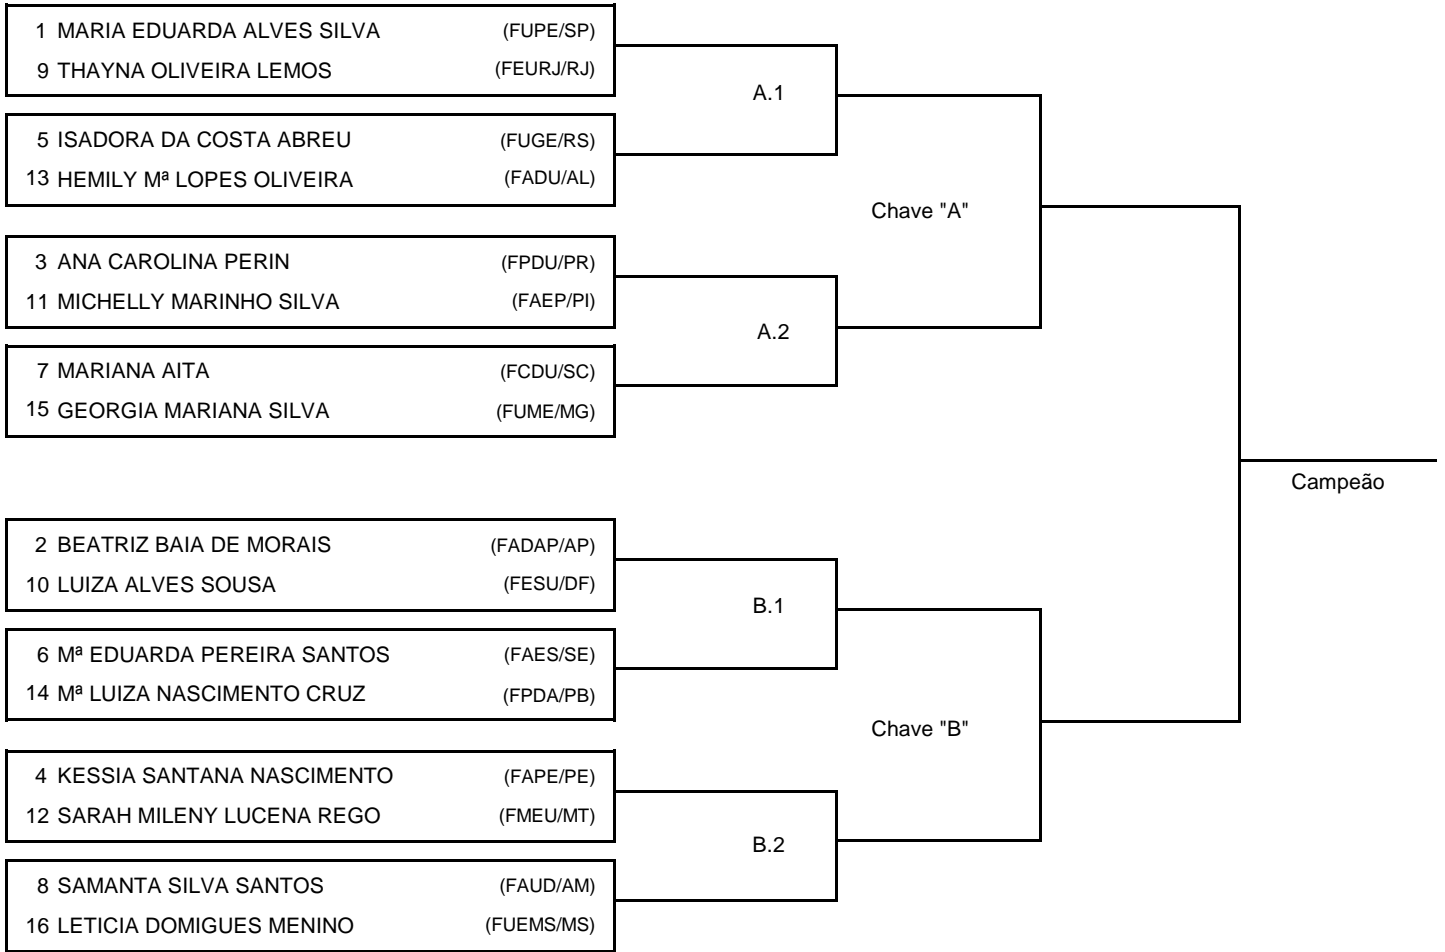 1 MARIA EDUARDA ALVES SILVA (FUPE/SP)
9 THAYNA OLIVEIRA LEMOS (FEURJ/RJ)
A.1
5 ISADORA DA COSTA ABREU (FUGE/RS)
13 HEMILY Mª LOPES OLIVEIRA (FADU/AL)
Chave "A"
3 ANA CAROLINA PERIN (FPDU/PR)
11 MICHELLY MARINHO SILVA (FAEP/PI)
A.2
7 MARIANA AITA (FCDU/SC)
15 GEORGIA MARIANA SILVA (FUME/MG)
Campeão
2 BEATRIZ BAIA DE MORAIS (FADAP/AP)
10 LUIZA ALVES SOUSA (FESU/DF)
B.1
6 Mª EDUARDA PEREIRA SANTOS (FAES/SE)
14 Mª LUIZA NASCIMENTO CRUZ (FPDA/PB)
Chave "B"
4 KESSIA SANTANA NASCIMENTO (FAPE/PE)
12 SARAH MILENY LUCENA REGO (FMEU/MT)
B.2
8 SAMANTA SILVA SANTOS (FAUD/AM)
16 LETICIA DOMIGUES MENINO (FUEMS/MS)